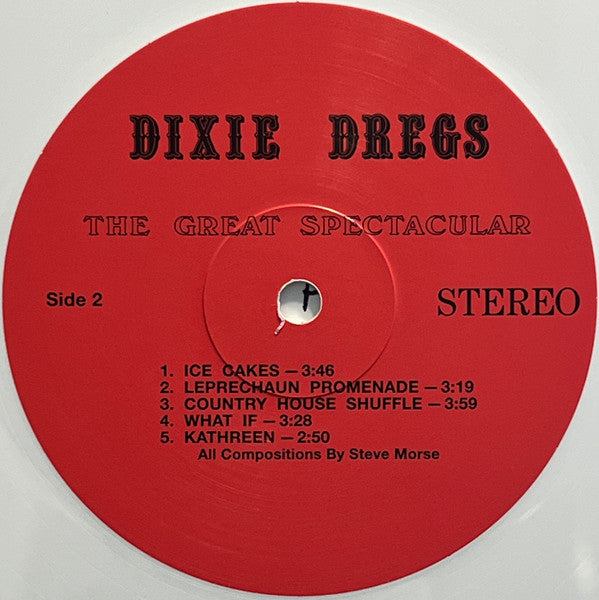 DIXIE DREGS
THE GREAT SPECTACULAR
Side 2
STEREO
1. ICE CAKES — 3:46
2. LEPRECHAUN PROMENADE — 3:19
3. COUNTRY HOUSE SHUFFLE — 3:59
4. WHAT IF — 3:28
5. KATHREEN — 2:50
All Compositions By Steve Morse